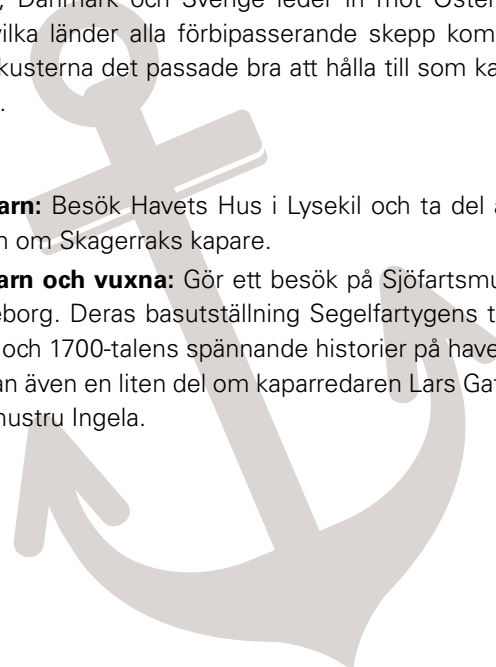 , Danmark och Sverige leder in mot Öster
vilka länder alla förbipasserande skepp kom
kusterna det passade bra att hålla till som ka
.
arn: Besök Havets Hus i Lysekil och ta del a
n om Skagerraks kapare.
arn och vuxna: Gör ett besök på Sjöfartsmu
eborg. Deras basutställning Segelfartygens t
och 1700-talens spännande historier på have
an även en liten del om kaparredaren Lars Gat
hustru Ingela.